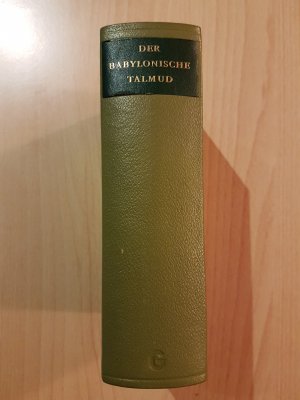 DER
BABYLONISCHE
TALMUD
G